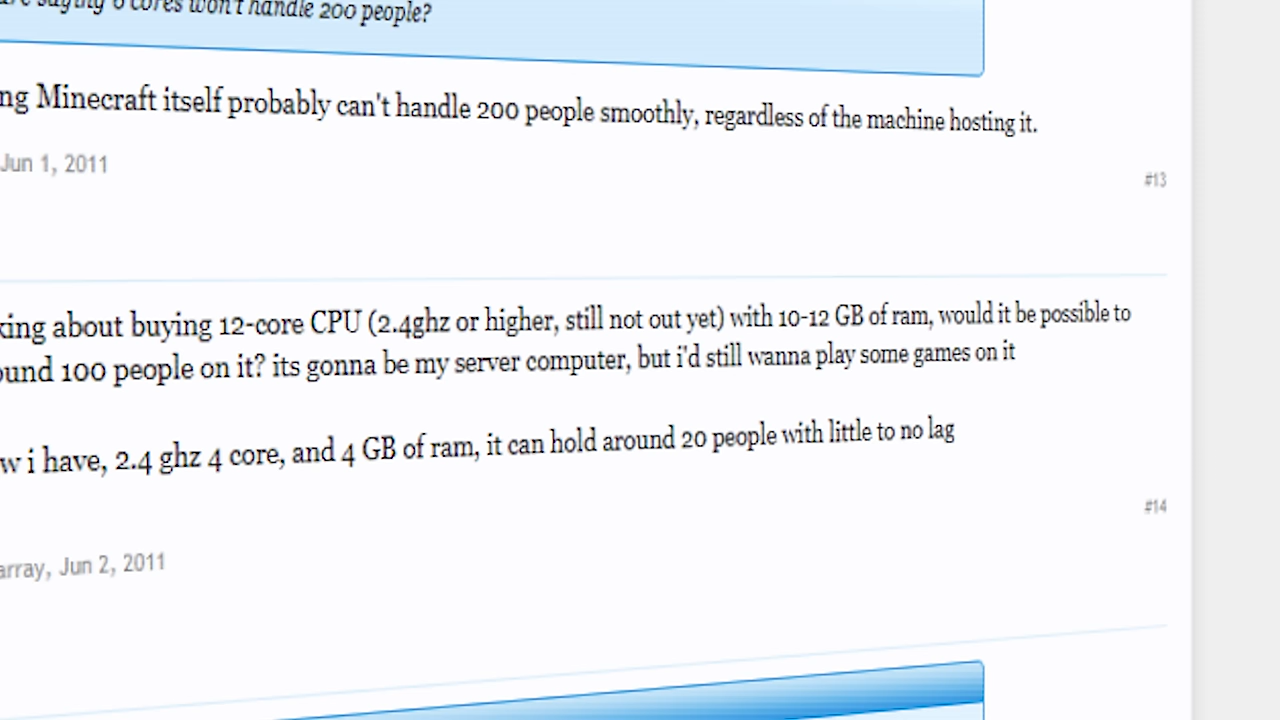 saying 6 cores won't handle 200 people?
ng Minecraft itself probably can't handle 200 people smoothly, regardless of the machine hosting it.
Jun 1, 2011
#13
king about buying 12-core CPU (2.4ghz or higher, still not out yet) with 10-12 GB of ram, would it be possible to
ound 100 people on it? its gonna be my server computer, but i'd still wanna play some games on it
w i have, 2.4 ghz 4 core, and 4 GB of ram, it can hold around 20 people with little to no lag
#14
array, Jun 2, 2011